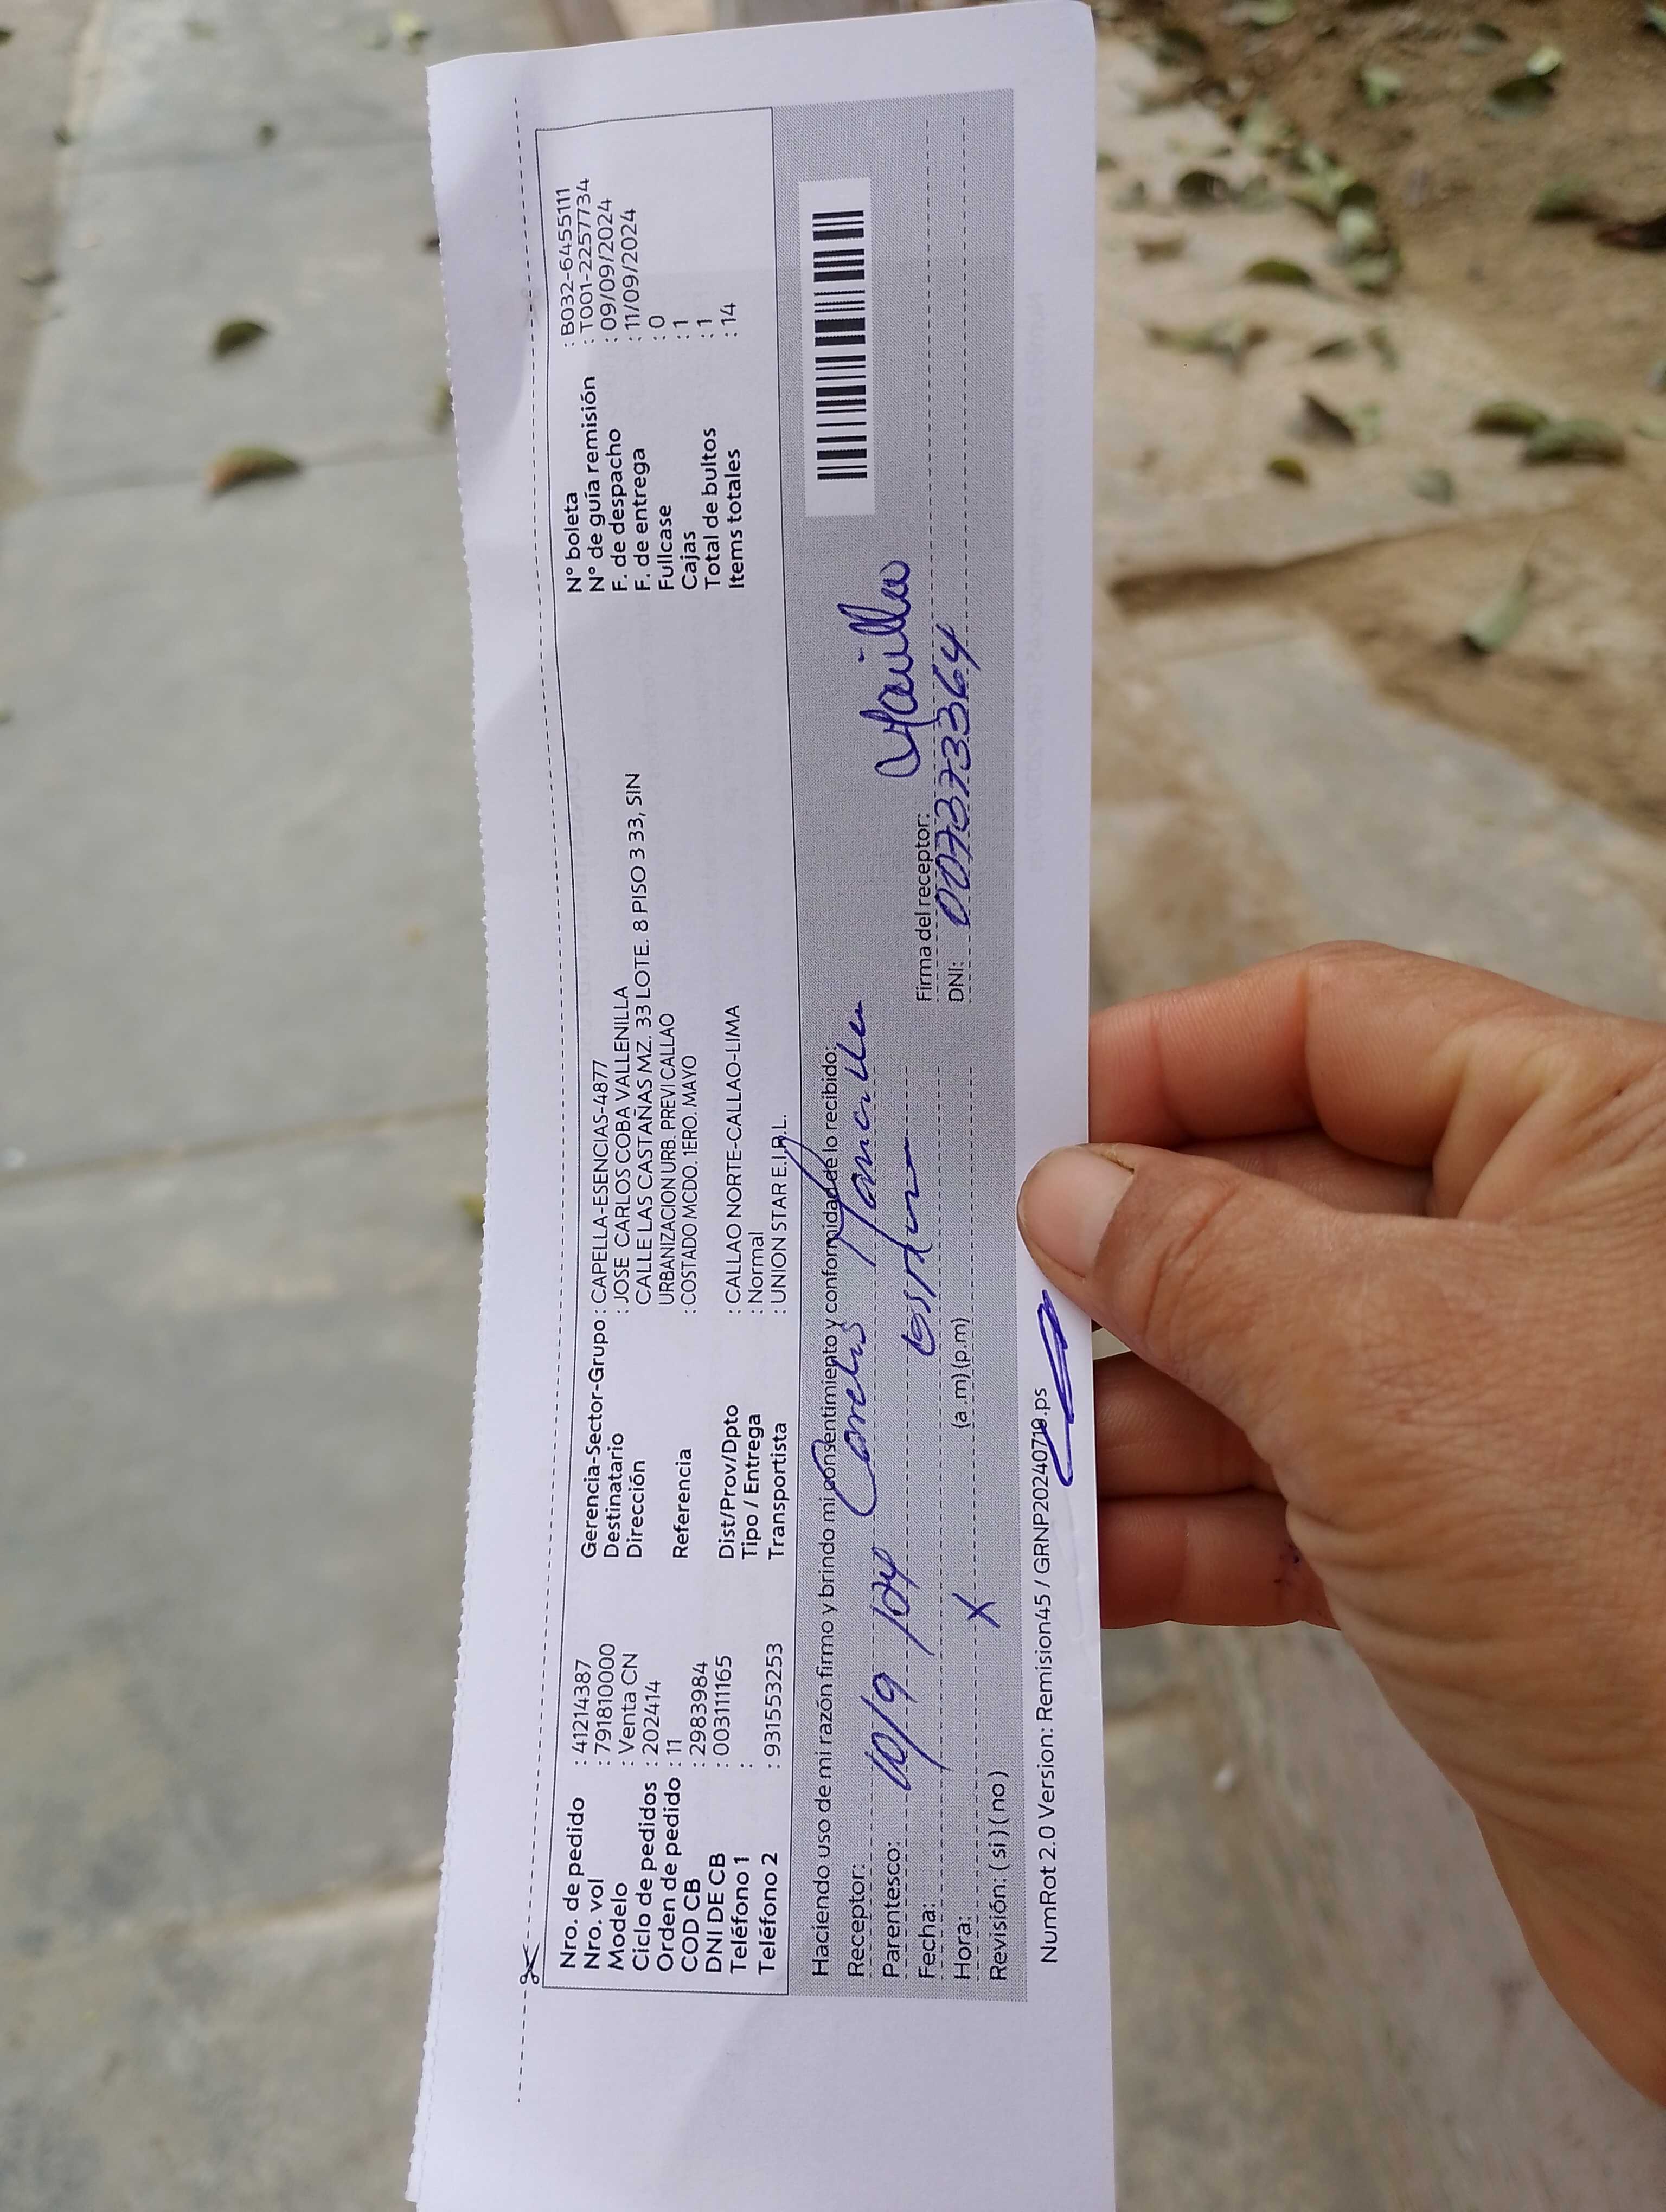 Nro. de pedido : 41214387
Nro. vol : 791810000
Modelo : Venta CN
Ciclo de pedidos : 202414
Orden de pedido : 11
COD CB : 2983984
DNI DE CB : 003111165
Teléfono 1 :
Teléfono 2 : 931553253
Gerencia-Sector-Grupo : CAPELLA-ESENCIAS-4877
Destinatario : JOSE CARLOS COBA VALLENILLA
Dirección CALLE LAS CASTAÑAS MZ. 33 LOTE. 8 PISO 3 33, SIN
URBANIZACION URB. PREVI CALLAO
Referencia : COSTADO MCDO. 1ERO. MAYO
Dist/Prov/Dpto : CALLAO NORTE-CALLAO-LIMA
Tipo / Entrega : Normal
Transportista : UNION STAR E.I.R.L.
N° boleta : B032-6455111
N° de guía remisión : T001-2257734
F. de despacho : 09/09/2024
F. de entrega : 11/09/2024
Fullcase : 0
Cajas : 1
Total de bultos : 1
Items totales : 14
Haciendo uso de mi razón firmo y brindo mi consentimiento y conformidad de lo recibido:
Receptor:
Parentesco:
Fecha: 10/9/24
Hora: (a.m) (p.m)
Revisión: ( si ) ( no ) X
Firma del receptor:
DNI: 007373364
NumRot 2.0 Version: Remision45 / GRNP20240719.ps